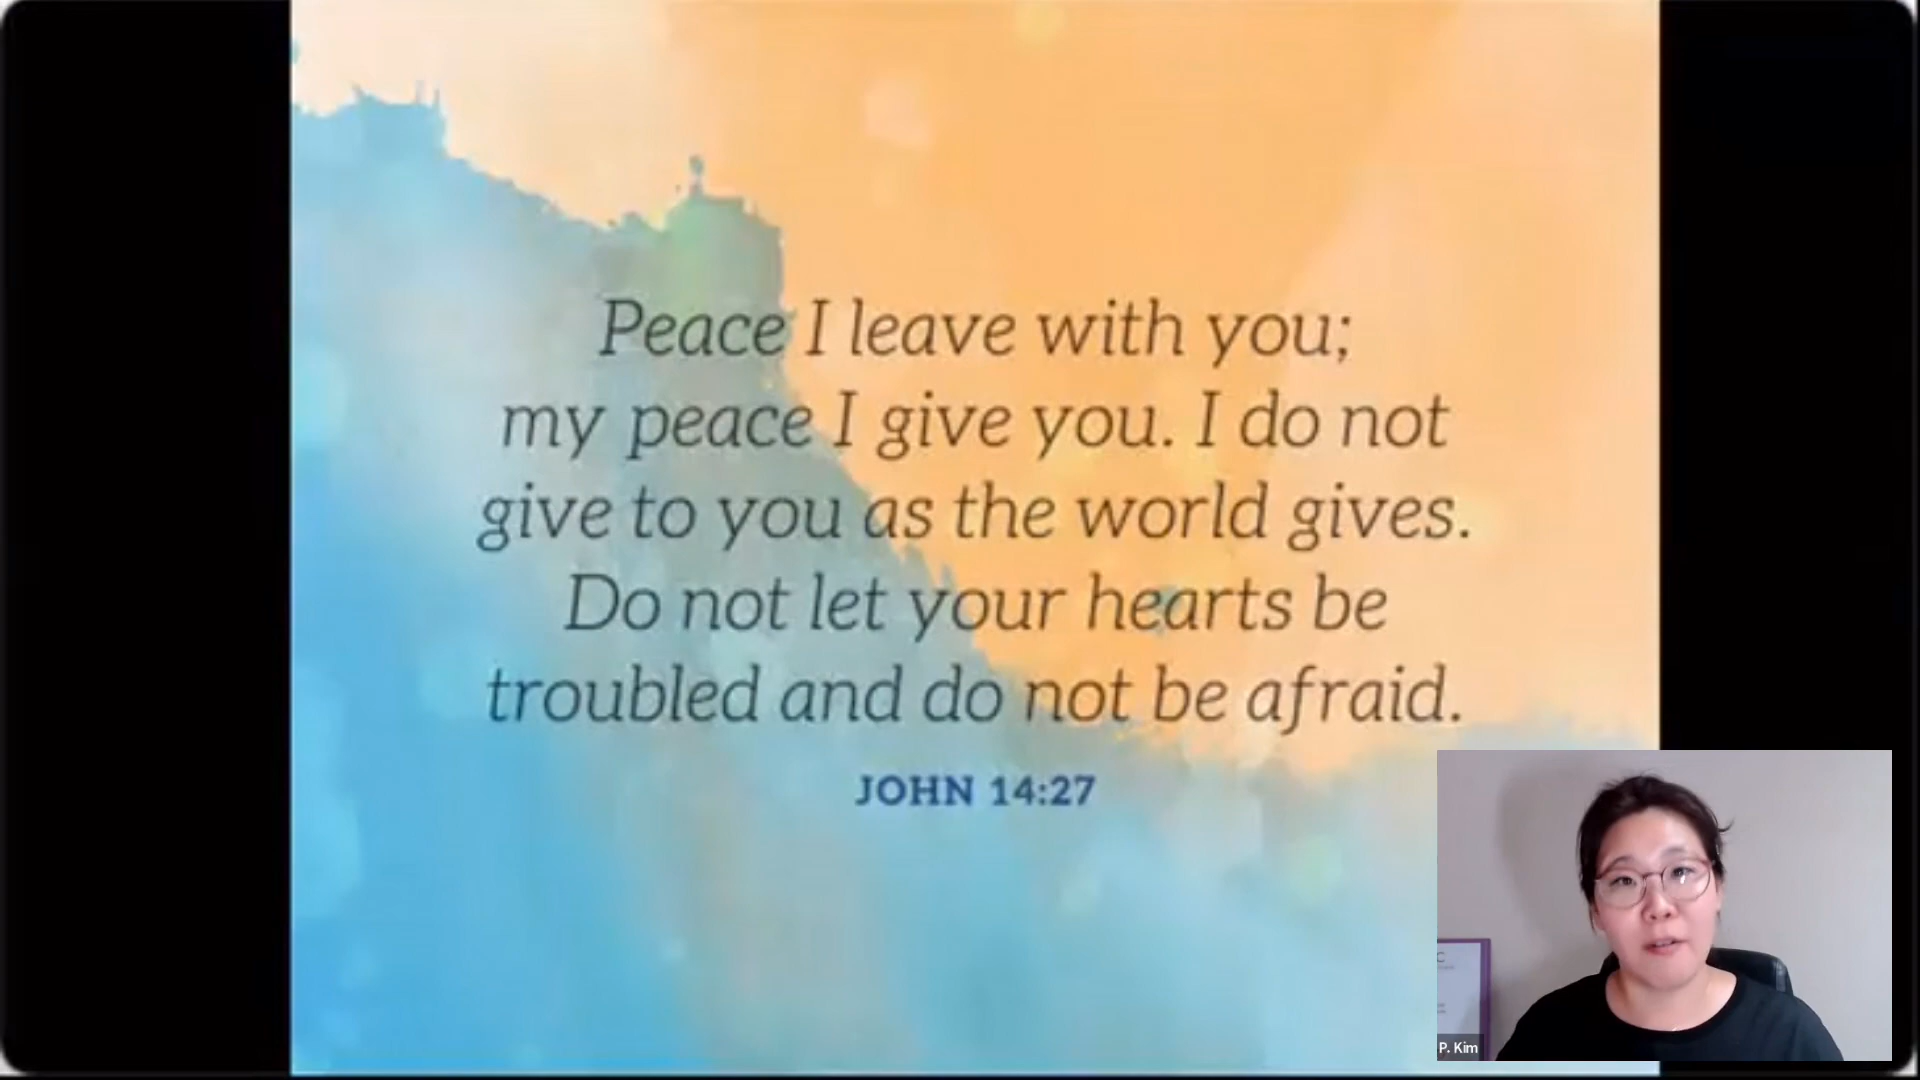 Peace I leave with you;
my peace I give you. I do not
give to you as the world gives.
Do not let your hearts be
troubled and do not be afraid.
JOHN 14:27
C
P. Kim